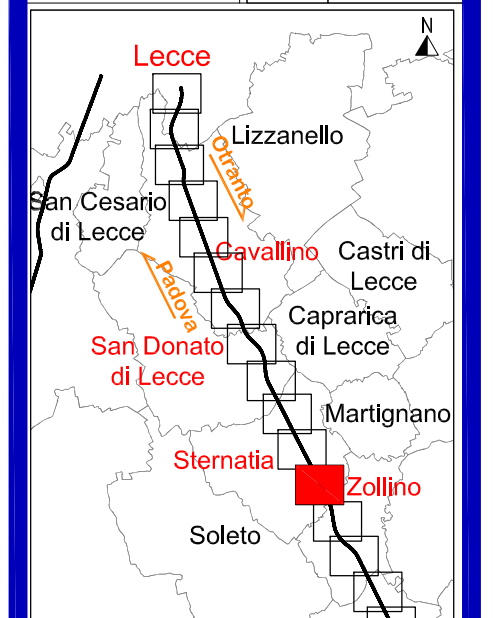 N
Lecce
Lizzanello
Otranto
San Cesario
di Lecce
Cavallino
Castri di
Lecce
Padova
Caprarica
di Lecce
San Donato
di Lecce
Martignano
Sternatia
Zollino
Soleto